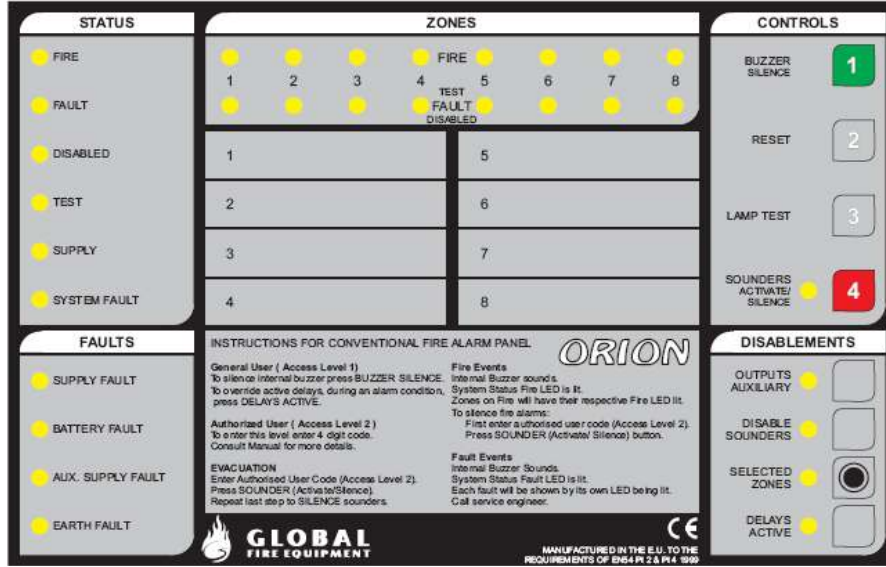 STATUS
FIRE
FAULT
DISABLED
TEST
SUPPLY
SYSTEM FAULT
ZONES
FIRE
1 2 3 4 5 6 7 8
TEST
FAULT
DISABLED
1
2
3
4
5
6
7
8
CONTROLS
BUZZER
SILENCE
1
RESET
2
LAMP TEST
3
SOUNDERS
ACTIVATE/
SILENCE
4
FAULTS
SUPPLY FAULT
BATTERY FAULT
AUX. SUPPLY FAULT
EARTH FAULT
INSTRUCTIONS FOR CONVENTIONAL FIRE ALARM PANEL
ORION
General User ( Access Level 1)
To silence internal buzzer press BUZZER SILENCE.
To override active delays, during an alarm condition,
press DELAYS ACTIVE.
Authorized User ( Access Level 2 )
To enter this level enter 4 digit code.
Consult Manual for more details.
EVACUATION
Enter Authorised User Code (Access Level 2).
Press SOUNDER (Activate/Silence).
Repeat last step to SILENCE sounders.
Fire Events
Internal Buzzer sounds.
System Status Fire LED is lit.
Zones on Fire will have their respective Fire LED lit.
To silence fire alarms:
First enter authorised user code (Access Level 2).
Press SOUNDER (Activate/ Silence) button.
Fault Events
Internal Buzzer Sounds.
System Status Fault LED is lit.
Each fault will be shown by its own LED being lit.
Call service engineer.
GLOBAL
FIRE EQUIPMENT
CE
MANUFACTURED IN THE E.U. TO THE
REQUIREMENTS OF EN54 Pt 2 & Pt 4 1999
DISABLEMENTS
OUTPUTS
AUXILIARY
DISABLE
SOUNDERS
SELECTED
ZONES
DELAYS
ACTIVE